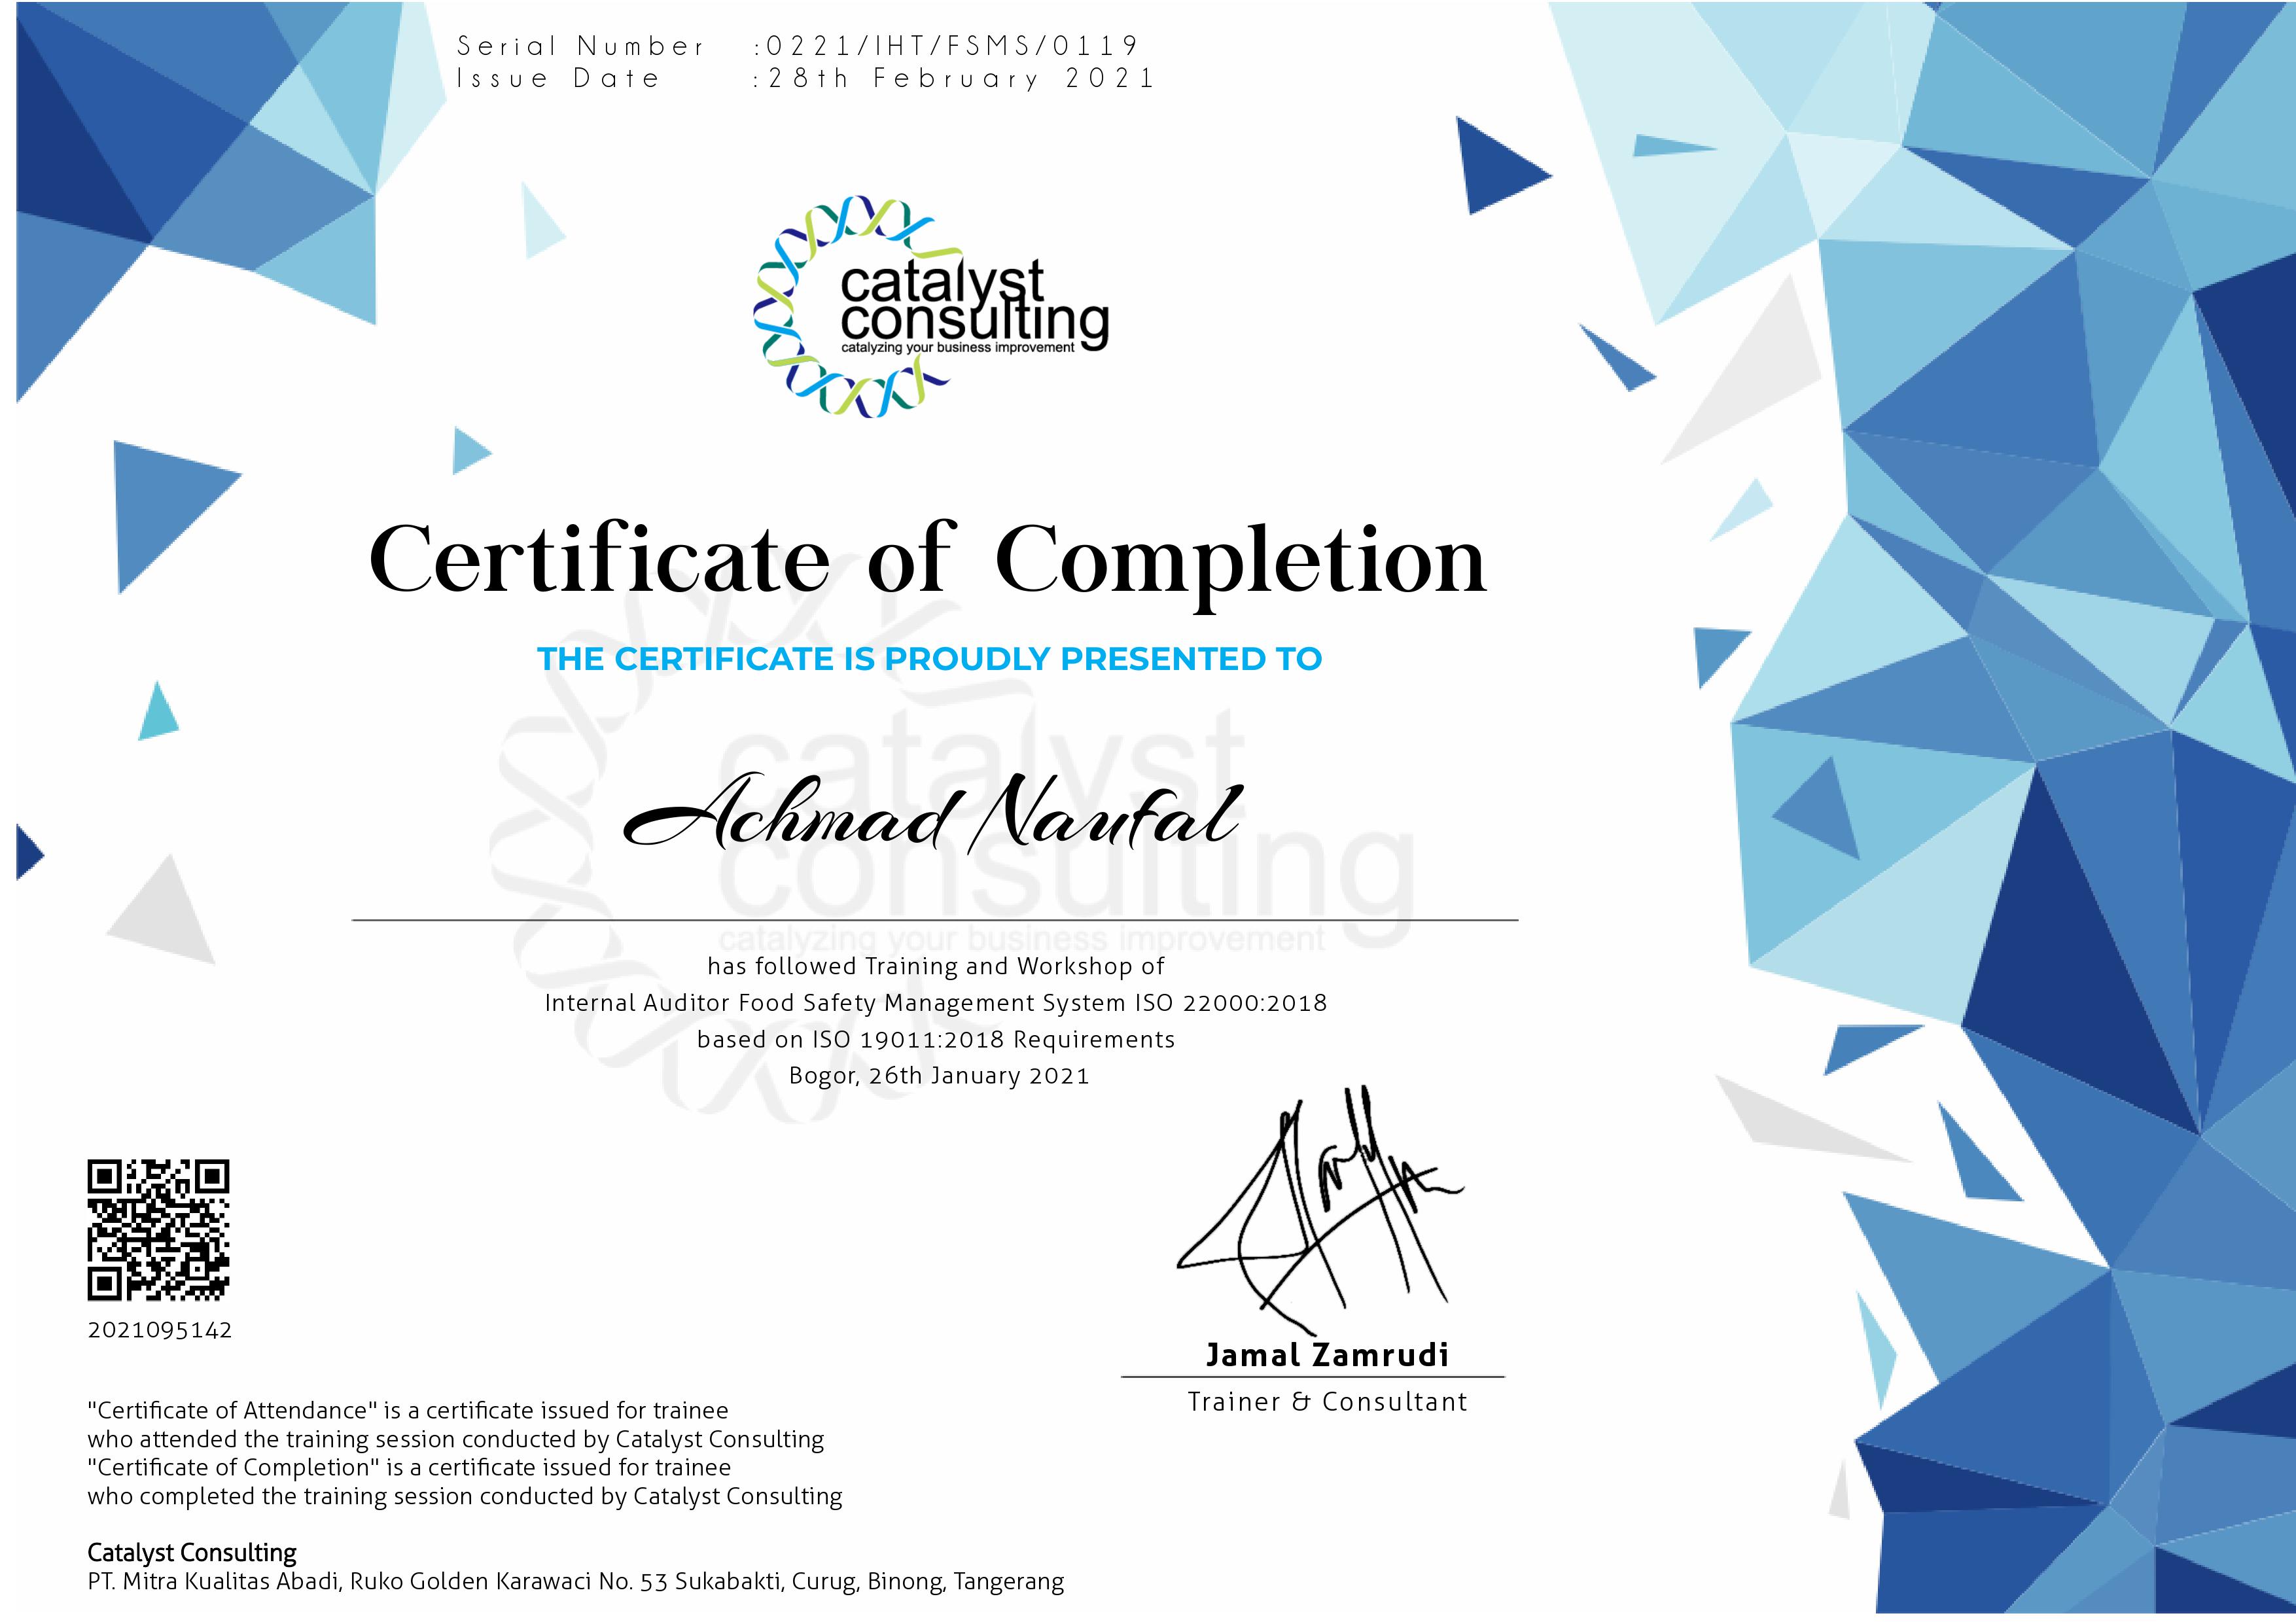 Serial Number :0221/IHT/FSMS/0119
Issue Date :28th February 2021
catalyst
consulting
catalyzing your business improvement
Certificate of Completion
THE CERTIFICATE IS PROUDLY PRESENTED TO
catalyst
Achmad Naufal
consulting
catalyzing your business improvement
has followed Training and Workshop of
Internal Auditor Food Safety Management System ISO 22000:2018
based on ISO 19011:2018 Requirements
Bogor, 26th January 2021
2021095142
Jamal Zamrudi
Trainer & Consultant
"Certificate of Attendance" is a certificate issued for trainee
who attended the training session conducted by Catalyst Consulting
"Certificate of Completion" is a certificate issued for trainee
who completed the training session conducted by Catalyst Consulting
Catalyst Consulting
PT. Mitra Kualitas Abadi, Ruko Golden Karawaci No. 53 Sukabakti, Curug, Binong, Tangerang